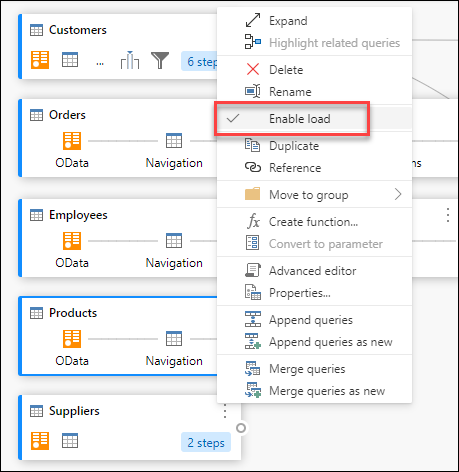 Customers
...
6 steps
Orders
OData
Navigation
ns
Employees
OData
Navigation
Products
OData
Navigation
Suppliers
2 steps
Expand
Highlight related queries
Delete
Rename
Enable load
Duplicate
Reference
Move to group
fx Create function...
Convert to parameter
Advanced editor
Properties...
Append queries
Append queries as new
Merge queries
Merge queries as new